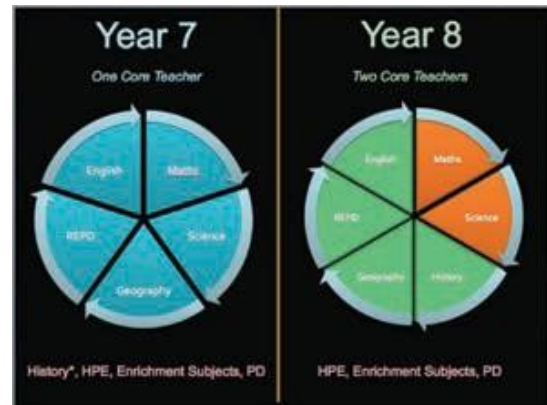 Year 7
One Core Teacher
English
Maths
REPD
Science
Geography
History*, HPE, Enrichment Subjects, PD
Year 8
Two Core Teachers
English
Maths
REPD
Science
Geography
History
HPE, Enrichment Subjects, PD